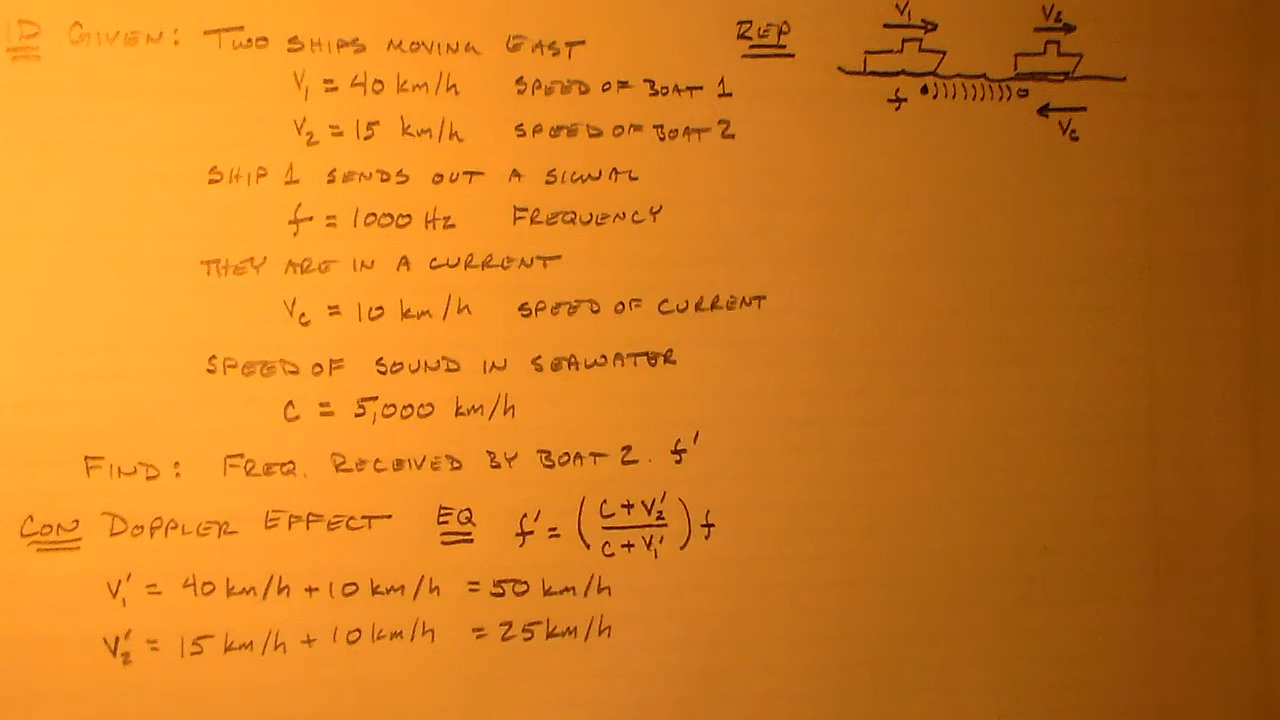 ID GIVEN: TWO SHIPS MOVING EAST
V₁ = 40 km/h SPEED OF BOAT 1
V₂ = 15 km/h SPEED OF BOAT 2
SHIP 1 SENDS OUT A SIGNAL
f = 1000 Hz FREQUENCY
THEY ARE IN A CURRENT
Vc = 10 km/h SPEED OF CURRENT
SPEED OF SOUND IN SEAWATER
C = 5,000 km/h
FIND: FREQ. RECEIVED BY BOAT 2. f'
CON DOPPLER EFFECT EQ f' = ((C + V₂')/(C + V₁')) f
V₁' = 40 km/h + 10 km/h = 50 km/h
V₂' = 15 km/h + 10 km/h = 25 km/h
REP
V₁ V₂
f
Vc